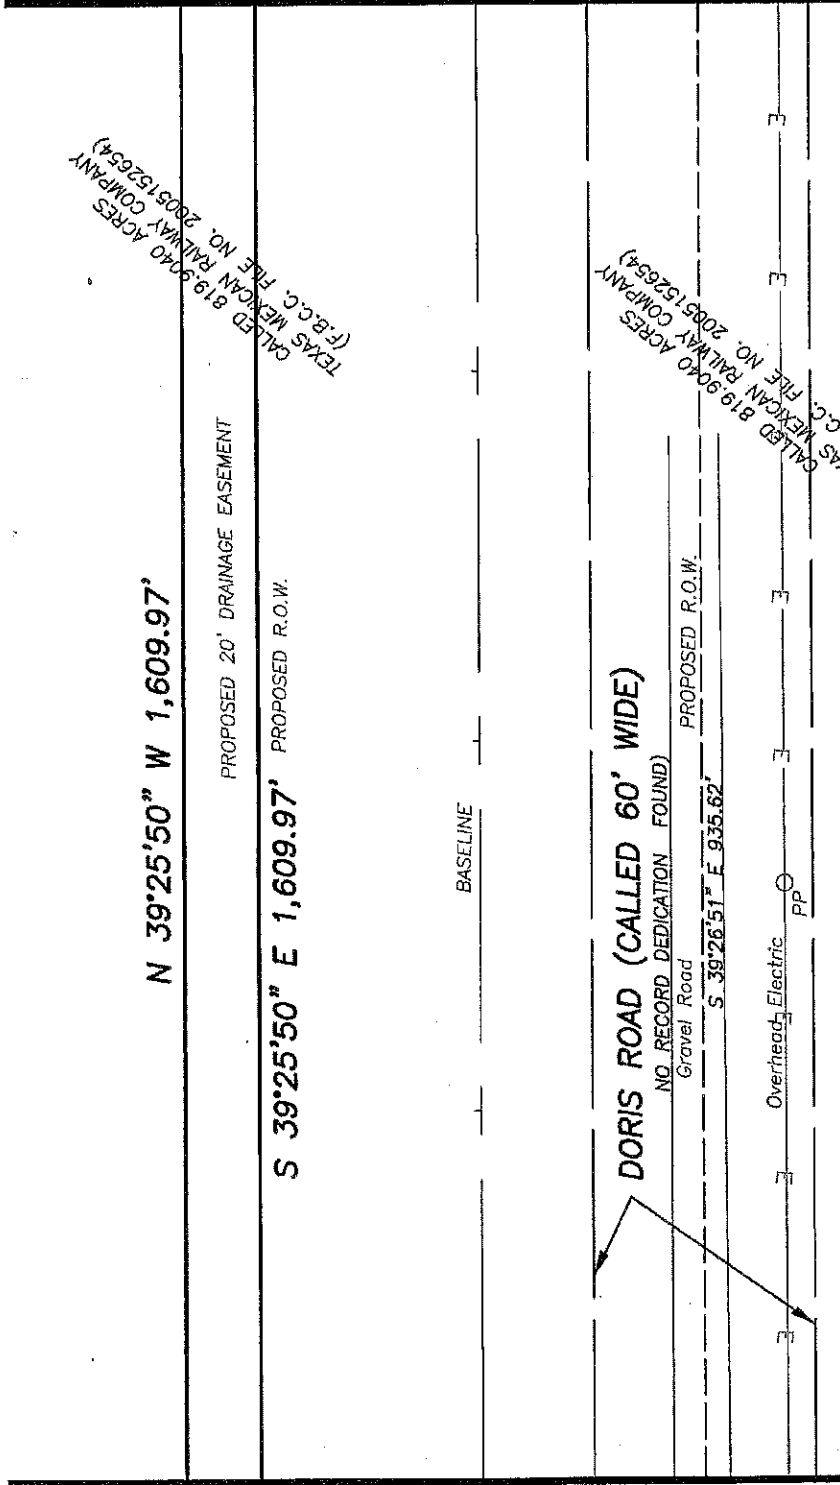 N 39°25'50" W 1,609.97'
PROPOSED 20' DRAINAGE EASEMENT
CALLED 819.9040 ACRES
TEXAS MEXICAN RAILWAY COMPANY
(F.B.C.C. FILE NO. 2005152654)
S 39°25'50" E 1,609.97'
PROPOSED R.O.W.
BASELINE
DORIS ROAD (CALLED 60' WIDE)
NO RECORD DEDICATION FOUND)
Gravel Road
PROPOSED R.O.W.
S 39°26'51" E 935.62'
CALLED 819.9040 ACRES
AS MEXICAN RAILWAY COMPANY
C.C. FILE NO. 2005152654)
Overhead Electric
PP
E
E
E
E
E
E
E